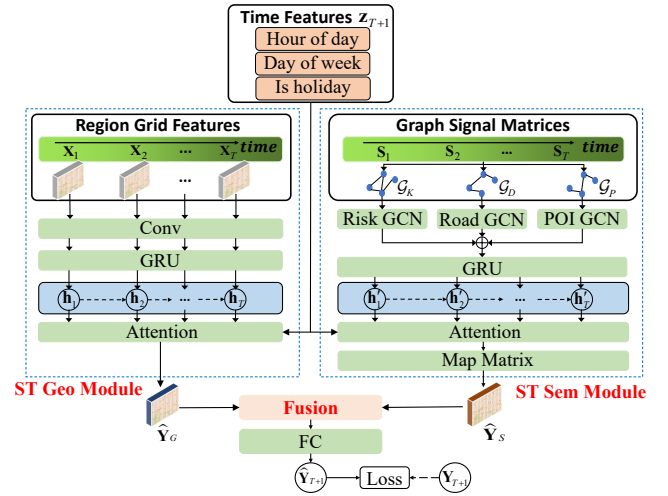 Time Features z_{T+1}
Hour of day
Day of week
Is holiday
Region Grid Features
X_1 X_2 ... X_T time
...
Conv
GRU
h_1 h_2 ... h_T
Attention
ST Geo Module
Ŷ_G
Graph Signal Matrices
S_1 S_2 ... S_T time
𝒢_K 𝒢_D 𝒢_P
Risk GCN Road GCN POI GCN
GRU
h'_1 h'_2 ... h'_T
Attention
Map Matrix
ST Sem Module
Ŷ_S
Fusion
FC
Ŷ_{T+1} Loss Y_{T+1}